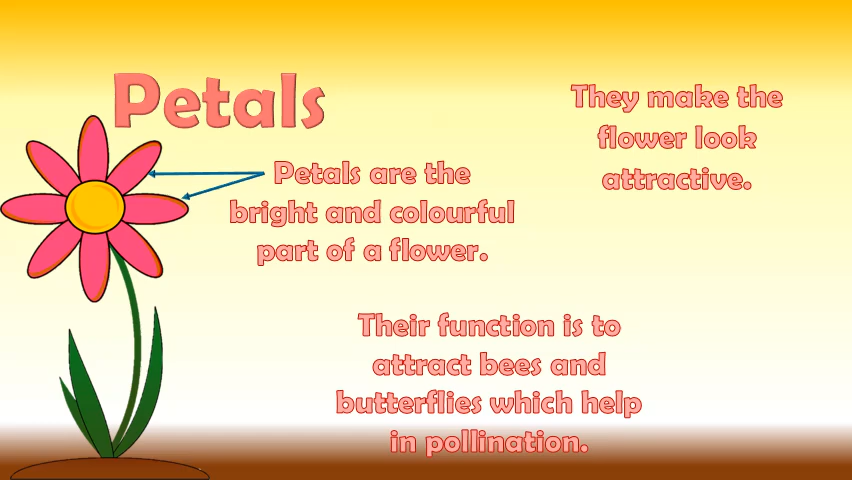 Petals
Petals are the
bright and colourful
part of a flower.
They make the
flower look
attractive.
Their function is to
attract bees and
butterflies which help
in pollination.